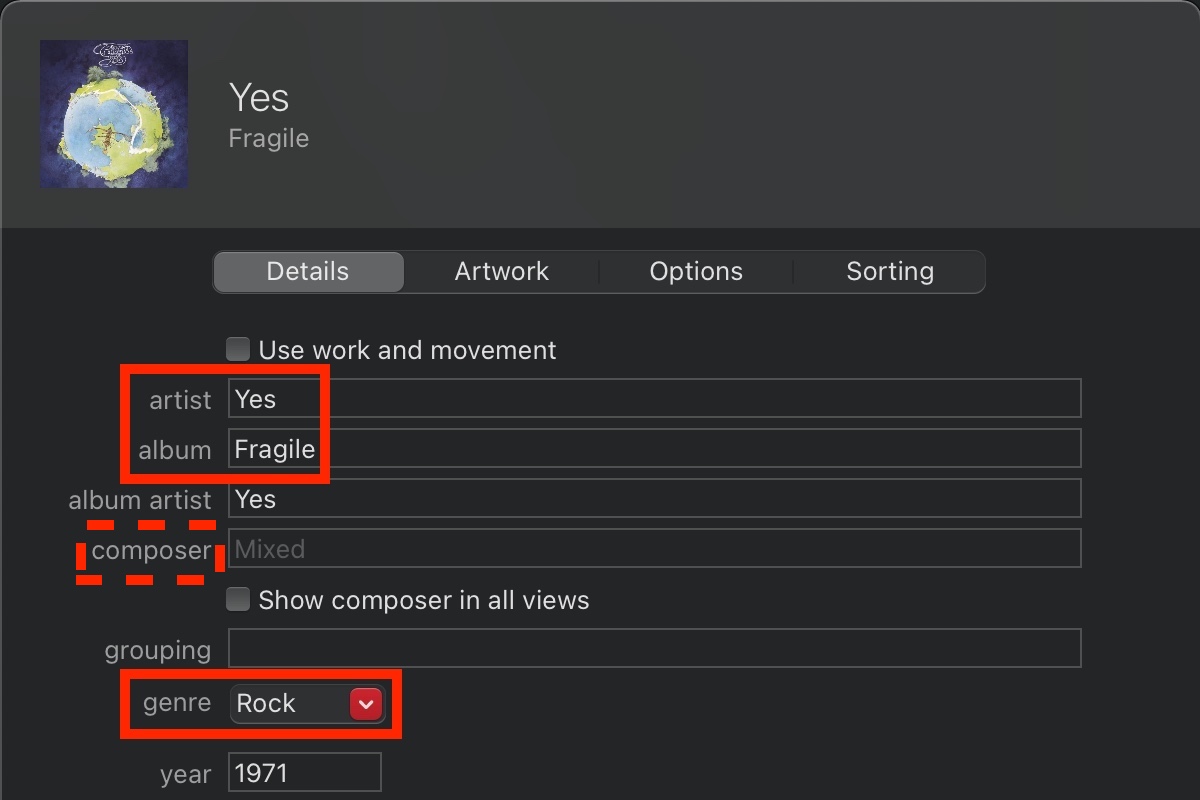 Yes
Fragile
Details Artwork Options Sorting
Use work and movement
artist Yes
album Fragile
album artist Yes
composer Mixed
Show composer in all views
grouping
genre Rock
year 1971